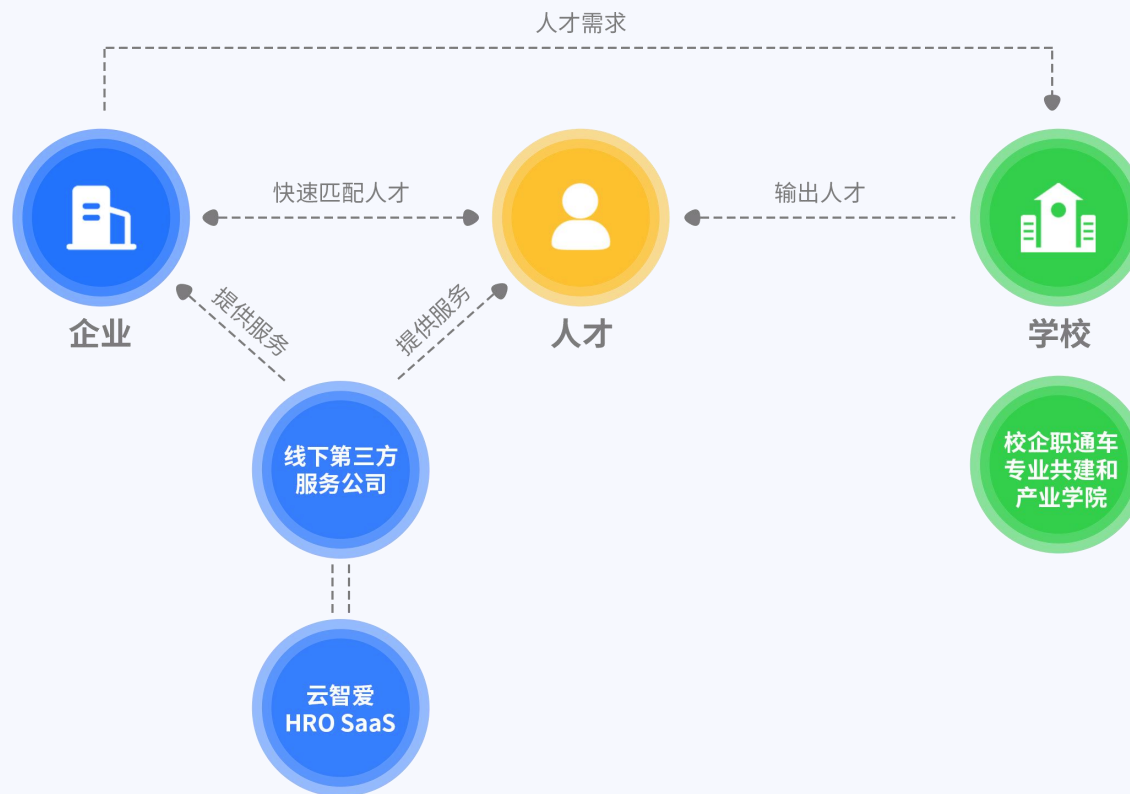 人才需求
快速匹配人才
输出人才
企业
人才
学校
提供服务
提供服务
线下第三方
服务公司
校企职通车
专业共建和
产业学院
云智爱
HRO SaaS